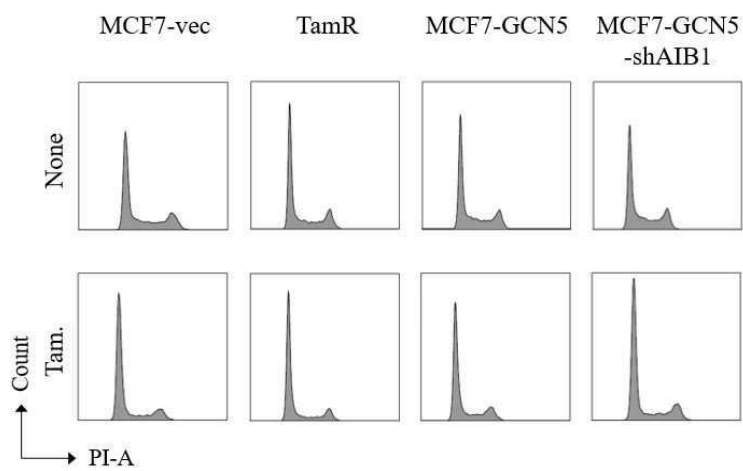 MCF7-vec TamR MCF7-GCN5 MCF7-GCN5
-shAIB1
None
Tam.
Count
PI-A